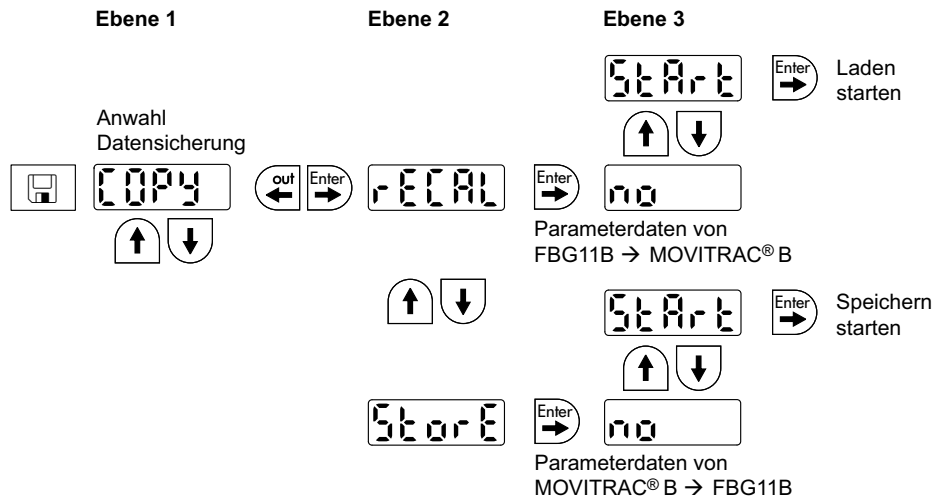 Ebene 1
Ebene 2
Ebene 3
StArt
Enter
Laden
starten
Anwahl
Datensicherung
COPY
out
Enter
rECAL
Enter
no
Parameterdaten von
FBG11B → MOVITRAC® B
StArt
Enter
Speichern
starten
StorE
Enter
no
Parameterdaten von
MOVITRAC® B → FBG11B